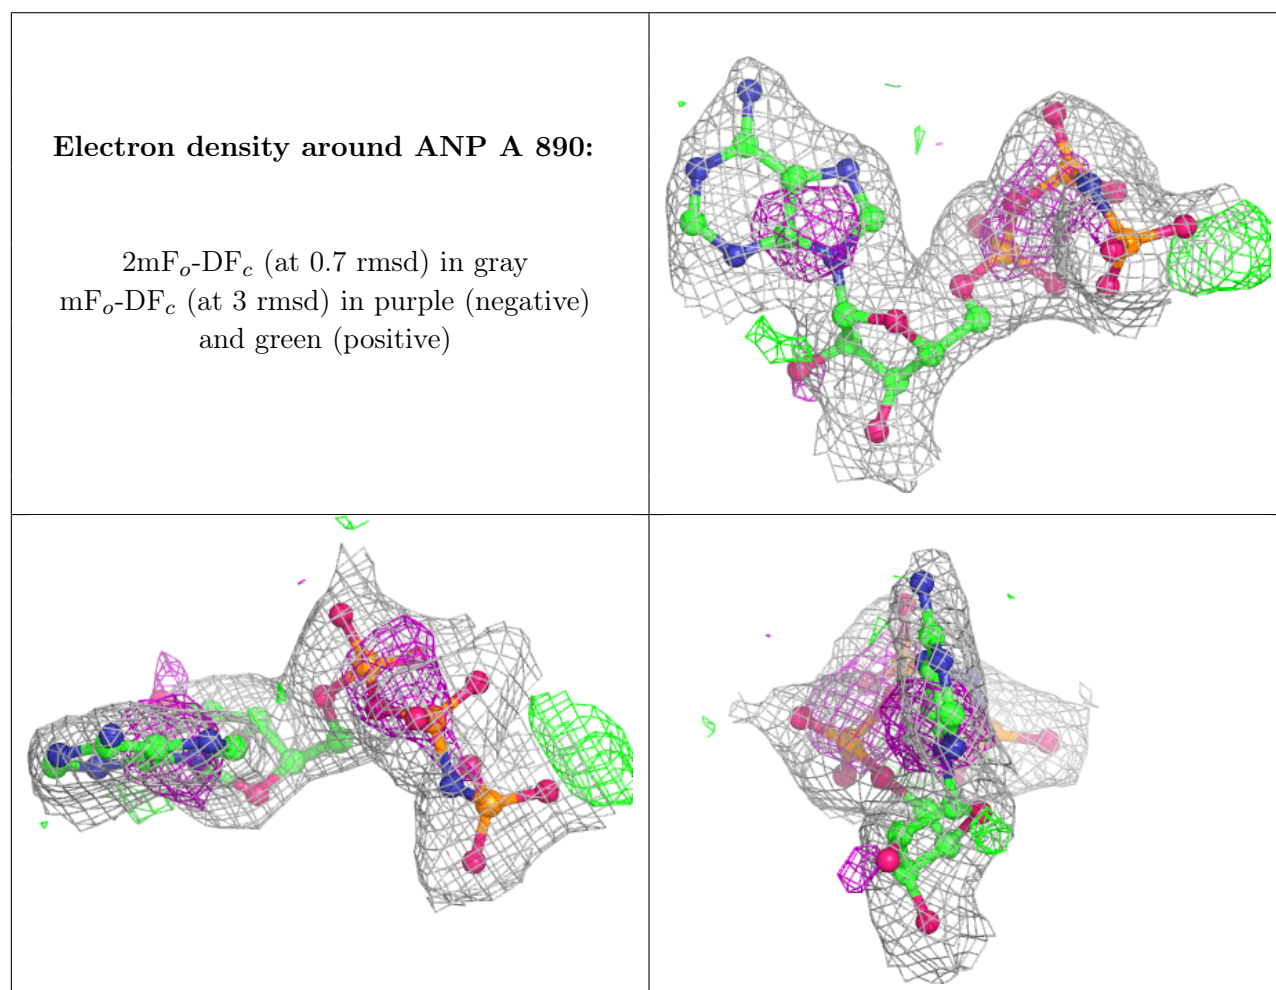 Electron density around ANP A 890:
2mFo-DFc (at 0.7 rmsd) in gray
mFo-DFc (at 3 rmsd) in purple (negative)
and green (positive)